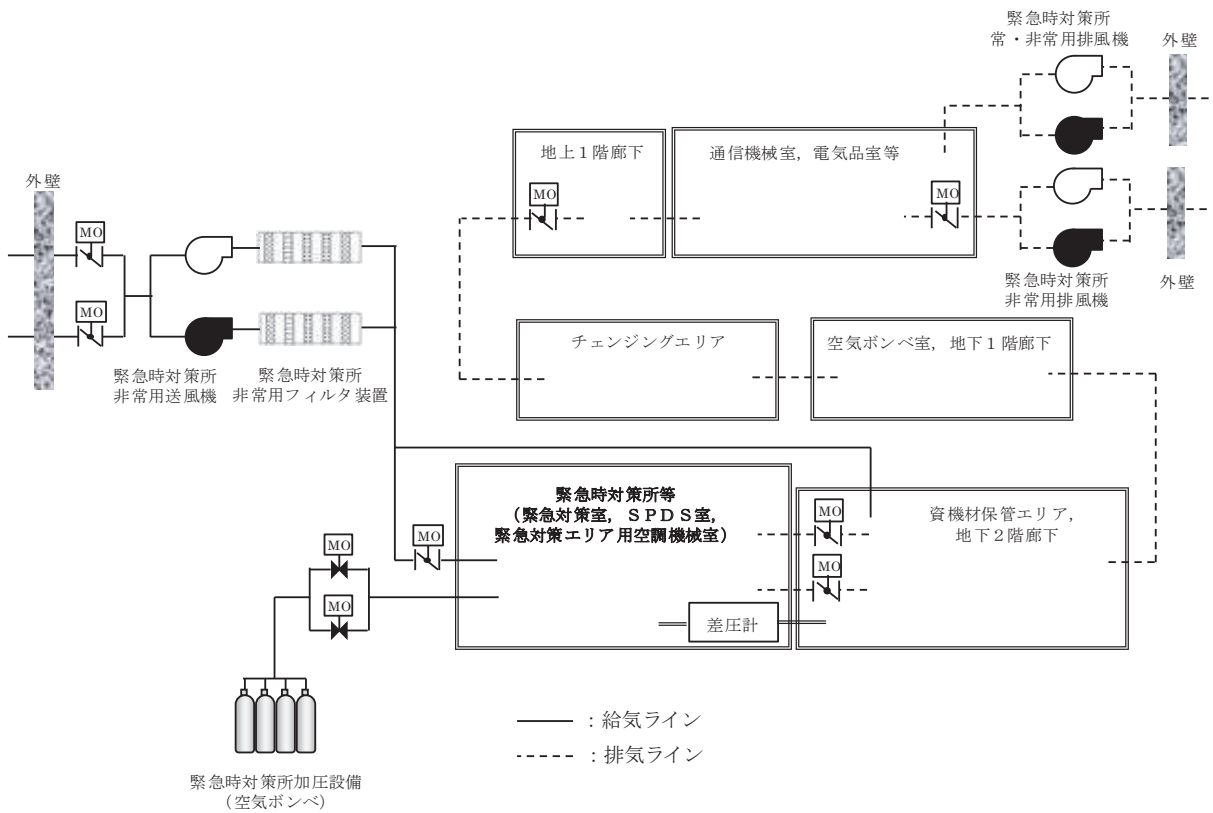 緊急時対策所
常・非常用排風機
外壁
地上1階廊下
通信機械室，電気品室等
MO
MO
外壁
MO
MO
緊急時対策所
非常用送風機
緊急時対策所
非常用フィルタ装置
緊急時対策所
非常用排風機
外壁
チェンジングエリア
空気ボンベ室，地下1階廊下
緊急時対策所等
（緊急対策室，ＳＰＤＳ室，
緊急対策エリア用空調機械室）
MO
MO
MO
資機材保管エリア，
地下2階廊下
MO
MO
差圧計
緊急時対策所加圧設備
（空気ボンベ）
：給気ライン
：排気ライン